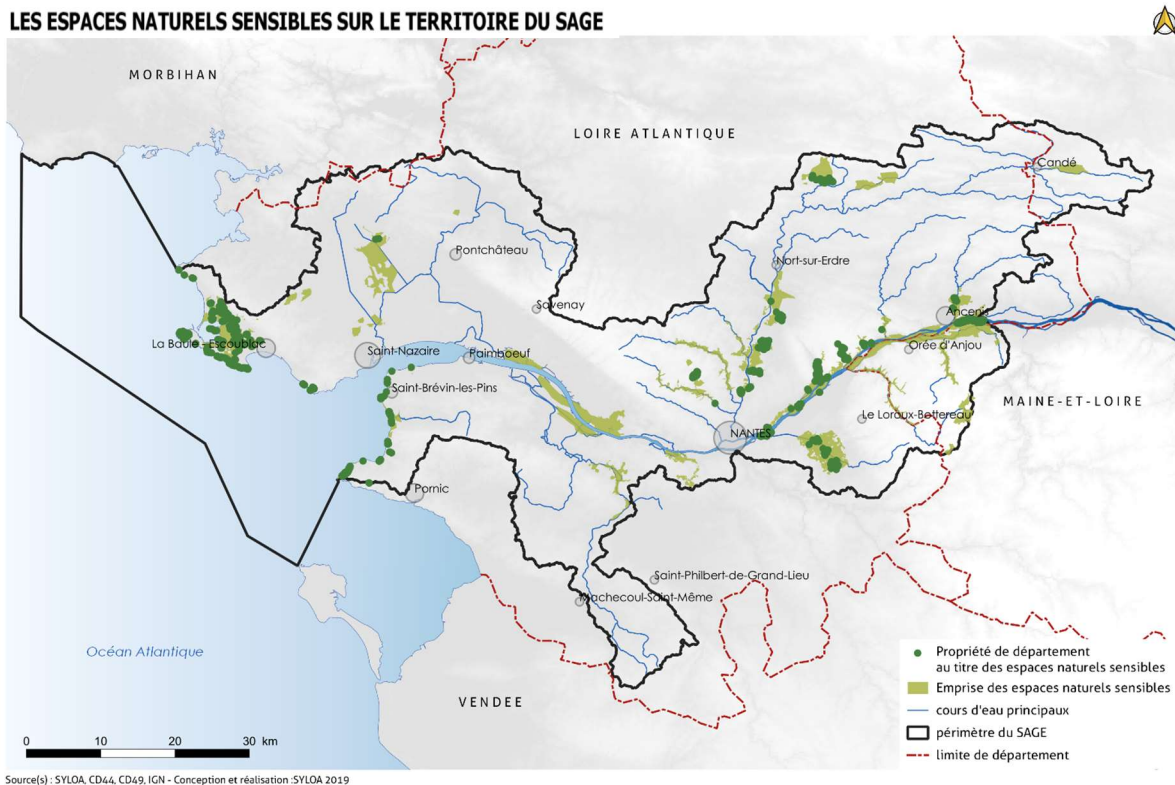 LES ESPACES NATURELS SENSIBLES SUR LE TERRITOIRE DU SAGE
MORBIHAN
LOIRE ATLANTIQUE
Candé
Pontchâteau
Nort-sur-Erdre
Savenay
Ancenis
La Baule - Escoublac
Saint-Nazaire
Paimboeuf
Orée d'Anjou
Saint-Brévin-les-Pins
MAINE-ET-LOIRE
Le Loroux-Bottereau
NANTES
Pornic
Saint-Philbert-de-Grand-Lieu
Machecoul-Saint-Même
Océan Atlantique
VENDEE
Propriété de département
au titre des espaces naturels sensibles
Emprise des espaces naturels sensibles
cours d'eau principaux
périmètre du SAGE
limite de département
0 10 20 30 km
Source(s) : SYLOA, CD44, CD49, IGN - Conception et réalisation :SYLOA 2019